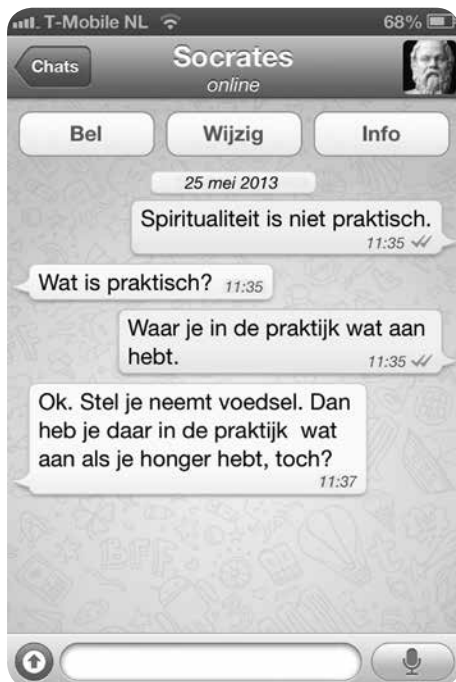 T-Mobile NL 68%
Chats
Socrates
online
Bel Wijzig Info
25 mei 2013
Spiritualiteit is niet praktisch.
11:35
Wat is praktisch? 11:35
Waar je in de praktijk wat aan
hebt. 11:35
Ok. Stel je neemt voedsel. Dan
heb je daar in de praktijk wat
aan als je honger hebt, toch?
11:37
BFF